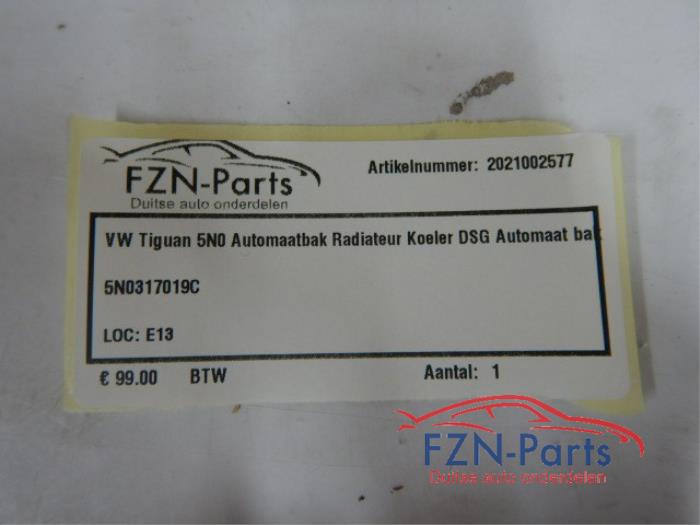 FZN-Parts
Duitse auto onderdelen
Artikelnummer: 2021002577
VW Tiguan 5N0 Automaatbak Radiateur Koeler DSG Automaat bak
5N0317019C
LOC: E13
€ 99.00 BTW Aantal: 1
FZN-Parts
Duitse auto onderdelen